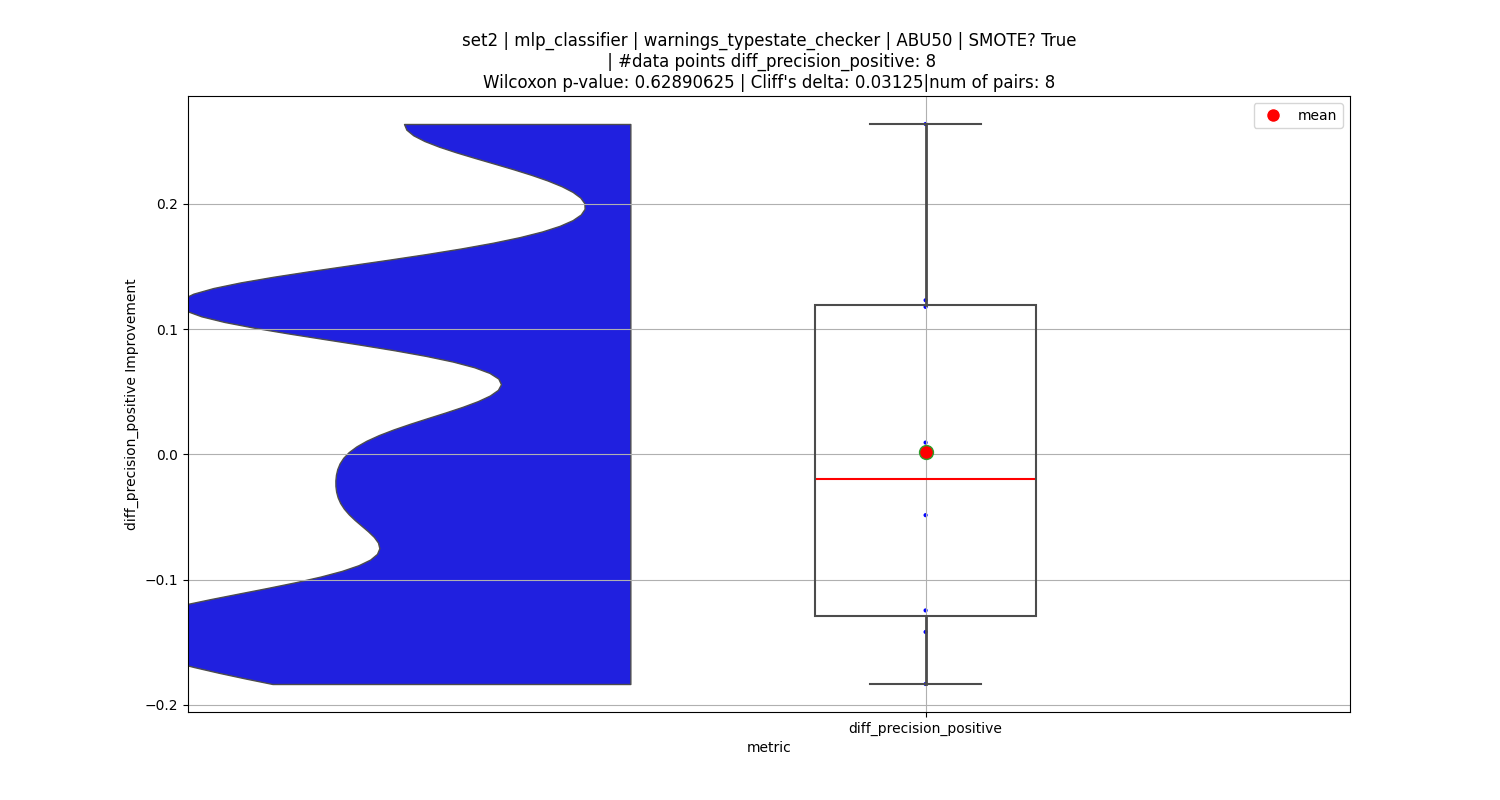 set2 | mlp_classifier | warnings_typestate_checker | ABU50 | SMOTE? True
| #data points diff_precision_positive: 8
Wilcoxon p-value: 0.62890625 | Cliff's delta: 0.03125|num of pairs: 8
mean
0.2
0.1
0.0
−0.1
−0.2
diff_precision_positive Improvement
diff_precision_positive
metric